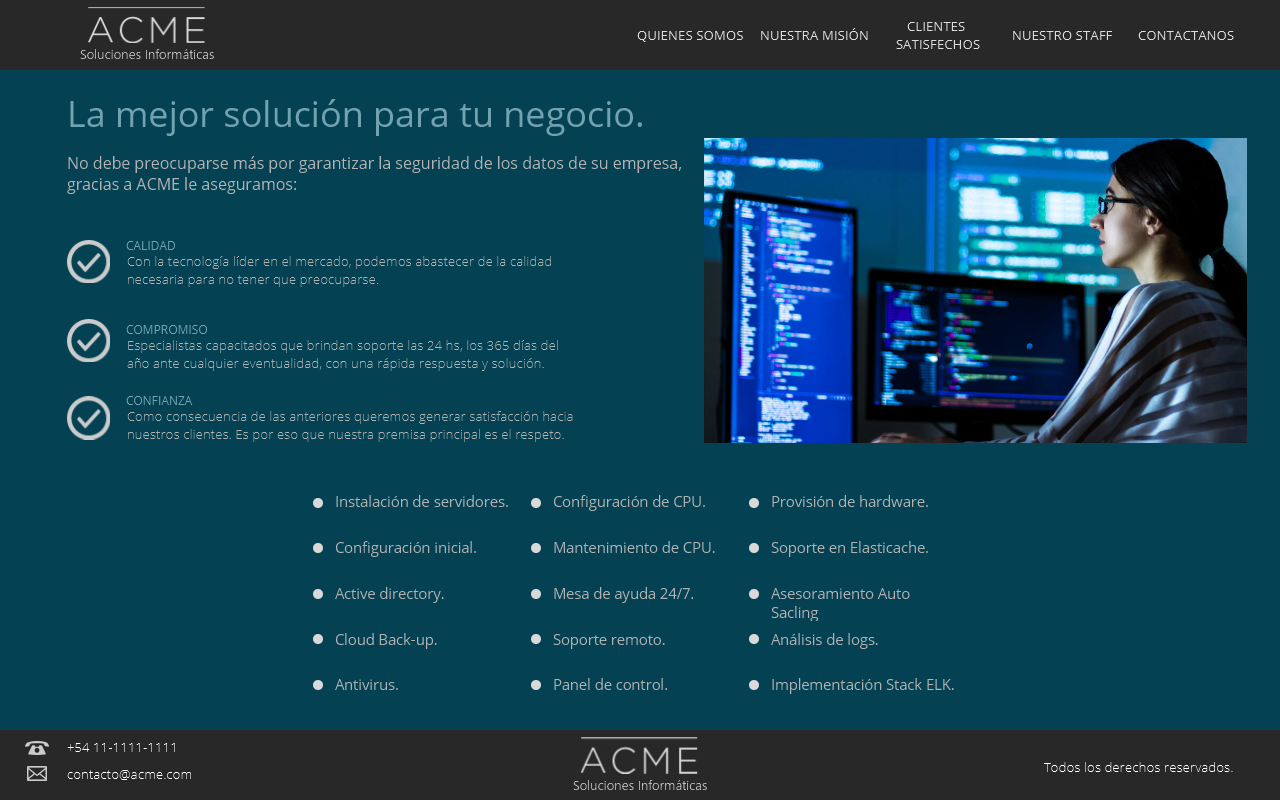 ACME
Soluciones Informáticas
QUIENES SOMOS
NUESTRA MISIÓN
CLIENTES
SATISFECHOS
NUESTRO STAFF
CONTACTANOS
La mejor solución para tu negocio.
No debe preocuparse más por garantizar la seguridad de los datos de su empresa,
gracias a ACME le aseguramos:
CALIDAD
Con la tecnología líder en el mercado, podemos abastecer de la calidad
necesaria para no tener que preocuparse.
COMPROMISO
Especialistas capacitados que brindan soporte las 24 hs, los 365 días del
año ante cualquier eventualidad, con una rápida respuesta y solución.
CONFIANZA
Como consecuencia de las anteriores queremos generar satisfacción hacia
nuestros clientes. Es por eso que nuestra premisa principal es el respeto.
Instalación de servidores.
Configuración de CPU.
Provisión de hardware.
Configuración inicial.
Mantenimiento de CPU.
Soporte en Elasticache.
Active directory.
Mesa de ayuda 24/7.
Asesoramiento Auto
Sacling
Cloud Back-up.
Soporte remoto.
Análisis de logs.
Antivirus.
Panel de control.
Implementación Stack ELK.
+54 11-1111-1111
contacto@acme.com
ACME
Soluciones Informáticas
Todos los derechos reservados.